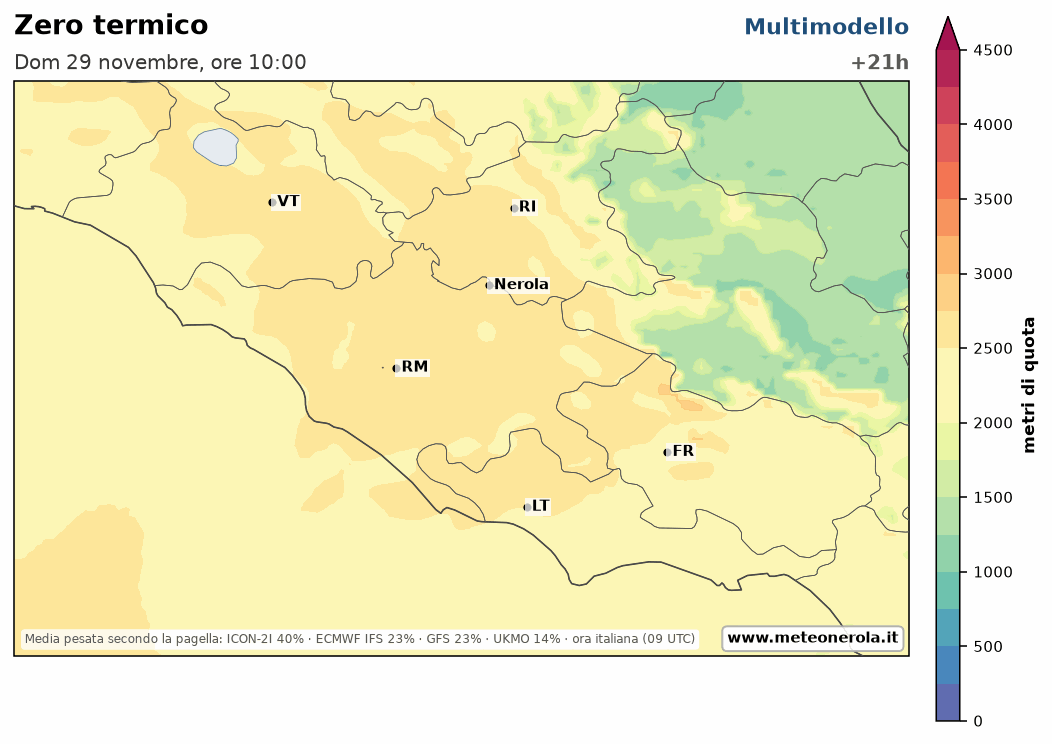 Zero termico
Multimodello
Dom 29 novembre, ore 10:00
+21h
VT
RI
Nerola
RM
FR
LT
Media pesata secondo la pagella: ICON-2I 40% · ECMWF IFS 23% · GFS 23% · UKMO 14% · ora italiana (09 UTC)
www.meteonerola.it
4500
4000
3500
3000
2500
2000
1500
1000
500
0
metri di quota